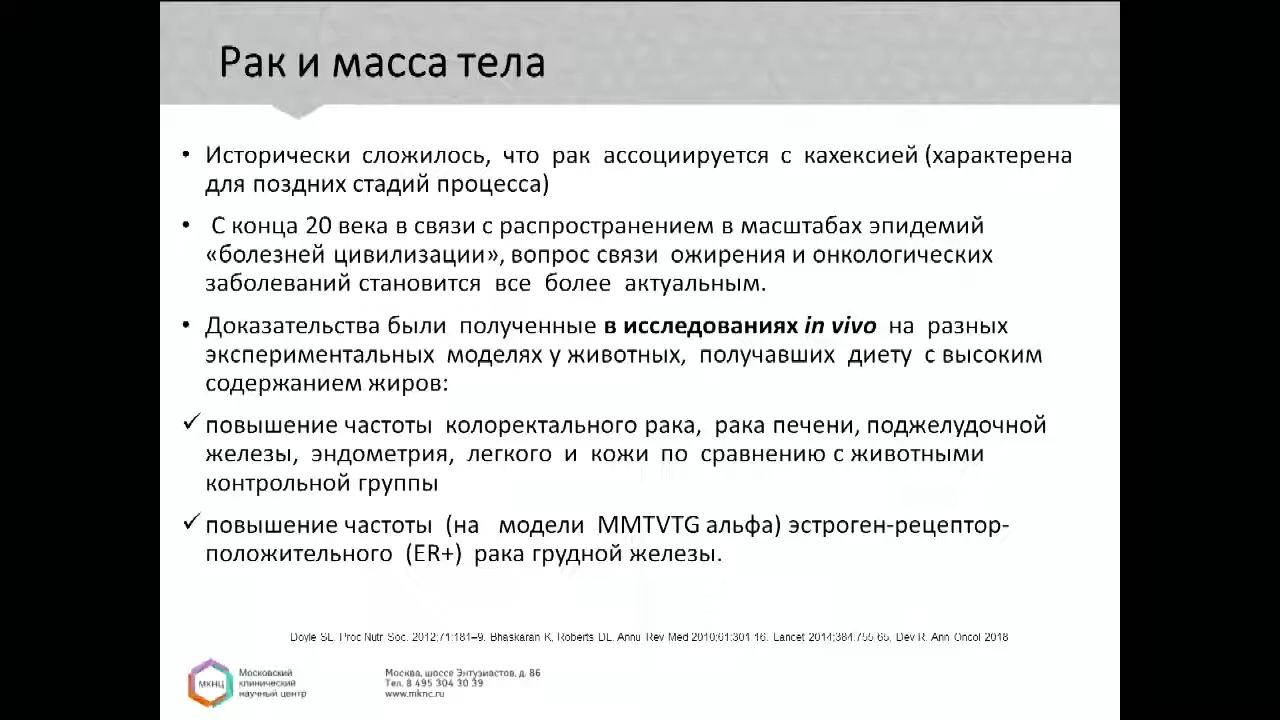 Рак и масса тела
• Исторически сложилось, что рак ассоциируется с кахексией (характерена
для поздних стадий процесса)
• С конца 20 века в связи с распространением в масштабах эпидемий
«болезней цивилизации», вопрос связи ожирения и онкологических
заболеваний становится все более актуальным.
• Доказательства были полученные в исследованиях in vivo на разных
экспериментальных моделях у животных, получавших диету с высоким
содержанием жиров:
✓ повышение частоты колоректального рака, рака печени, поджелудочной
железы, эндометрия, легкого и кожи по сравнению с животными
контрольной группы
✓ повышение частоты (на модели MMTVTG альфа) эстроген-рецептор-
положительного (ER+) рака грудной железы.
Doyle SL. Proc Nutr Soc. 2012;71:181–9. Bhaskaran K, Roberts DL. Annu Rev Med 2010;61:301 16. Lancet 2014;384:755 65, Dev R. Ann Oncol 2018
МКНЦ
Московский
клинический
научный центр
Москва, шоссе Энтузиастов, д. 86
Тел. 8 495 304 30 39
www.mknc.ru